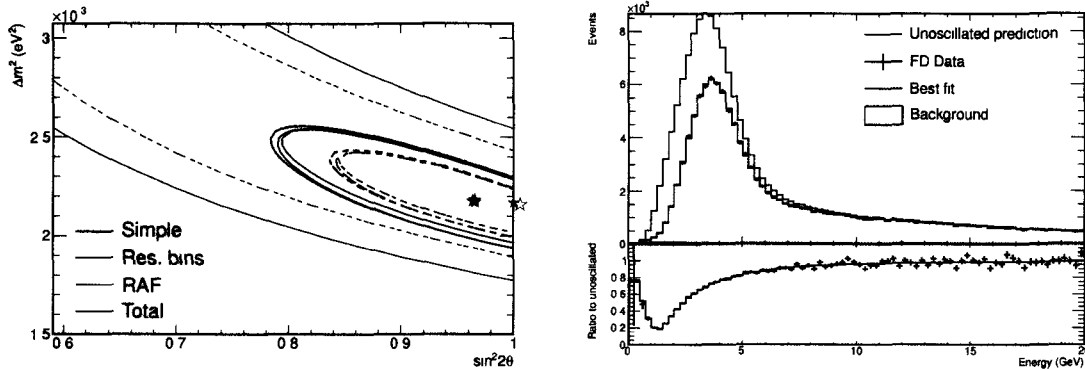 ×10³
Δm² (eV²)
3
2 5
2
1 5
Simple
Res. bins
RAF
Total
0 6
0 7
0 8
0 9
1
sin²2θ
×10³
Events
8
6
4
2
0
Unoscillated prediction
FD Data
Best fit
Background
Ratio to unoscillated
1
0 8
0 6
0 4
0 2
0
0
5
10
15
20
Energy (GeV)